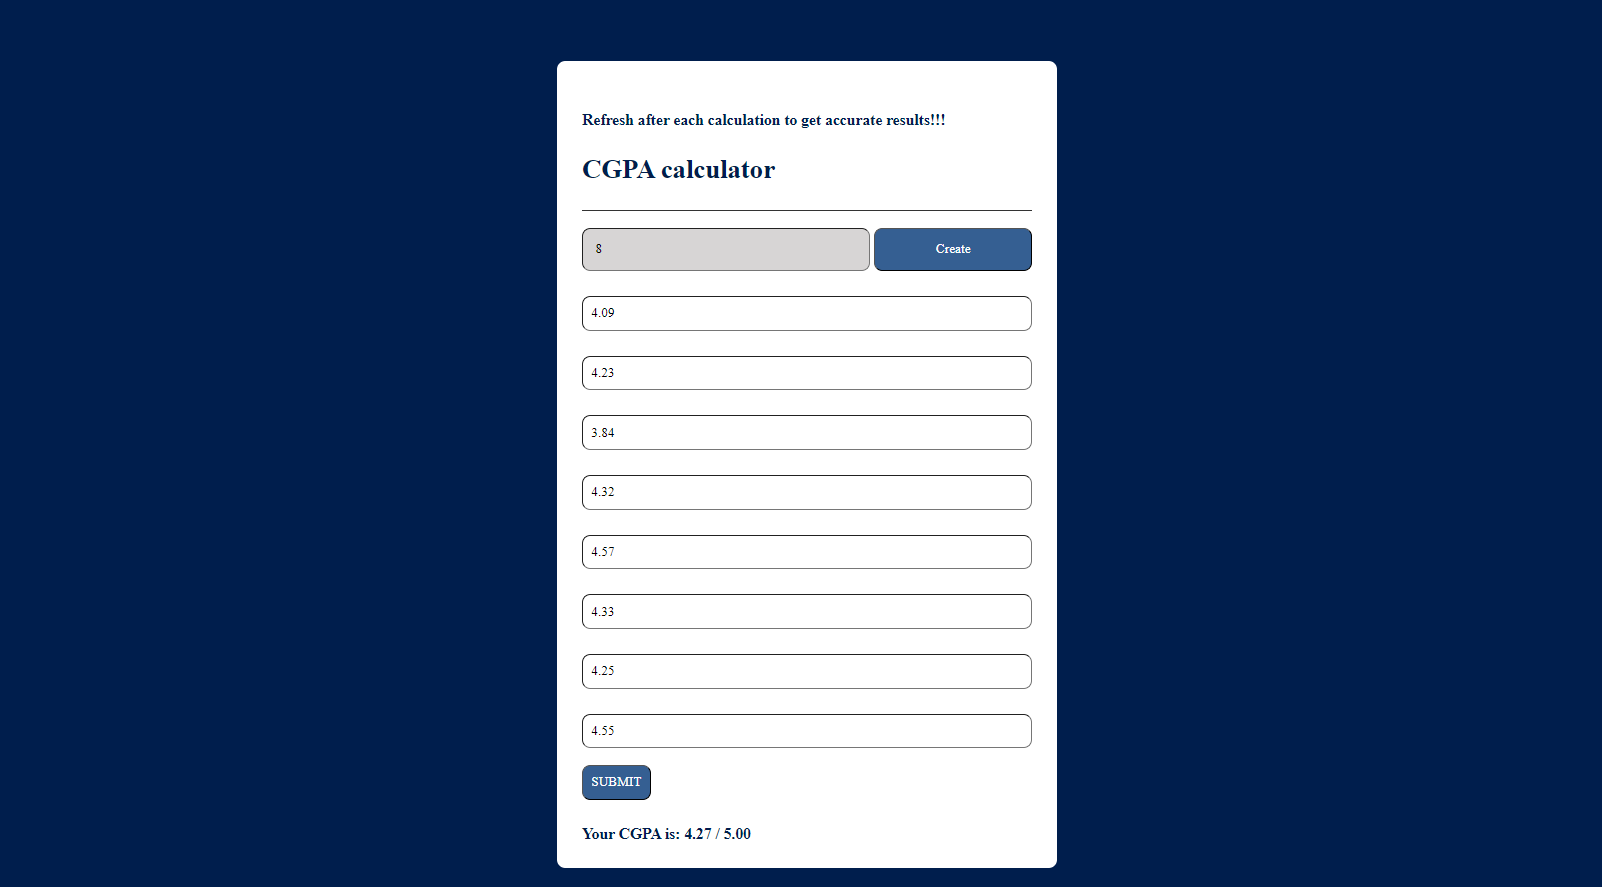 Refresh after each calculation to get accurate results!!!
CGPA calculator
8 Create
4.09
4.23
3.84
4.32
4.57
4.33
4.25
4.55
SUBMIT
Your CGPA is: 4.27 / 5.00